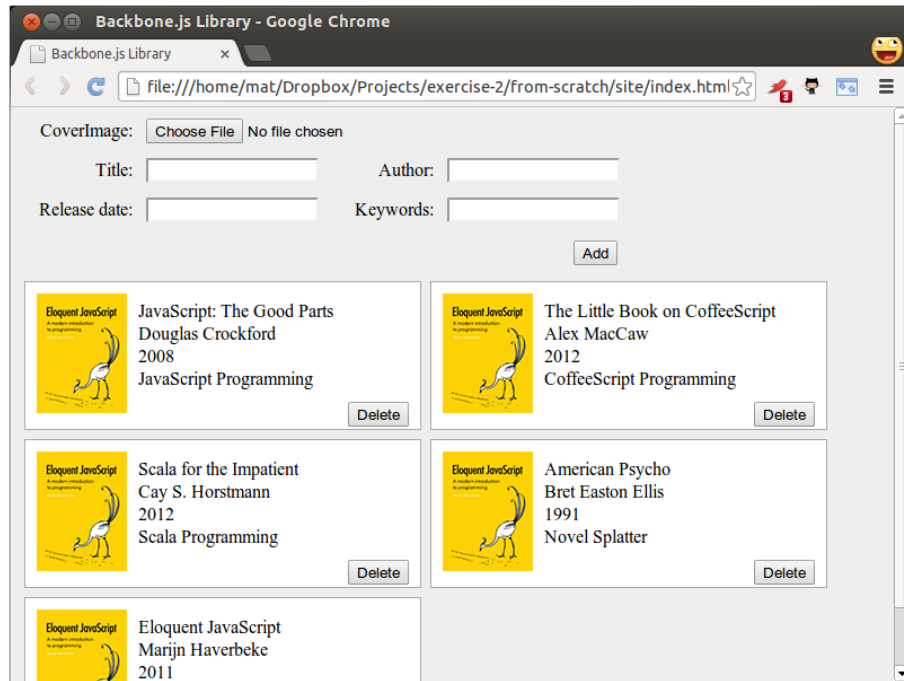 Backbone.js Library - Google Chrome
Backbone.js Library ×
file:///home/mat/Dropbox/Projects/exercise-2/from-scratch/site/index.html
3
CoverImage: Choose File No file chosen
Title: Author:
Release date: Keywords:
Add
Eloquent JavaScript
A modern introduction
to programming
JavaScript: The Good Parts
Douglas Crockford
2008
JavaScript Programming
Delete
Eloquent JavaScript
A modern introduction
to programming
The Little Book on CoffeeScript
Alex MacCaw
2012
CoffeeScript Programming
Delete
Eloquent JavaScript
A modern introduction
to programming
Scala for the Impatient
Cay S. Horstmann
2012
Scala Programming
Delete
Eloquent JavaScript
A modern introduction
to programming
American Psycho
Bret Easton Ellis
1991
Novel Splatter
Delete
Eloquent JavaScript
A modern introduction
to programming
Eloquent JavaScript
Marijn Haverbeke
2011